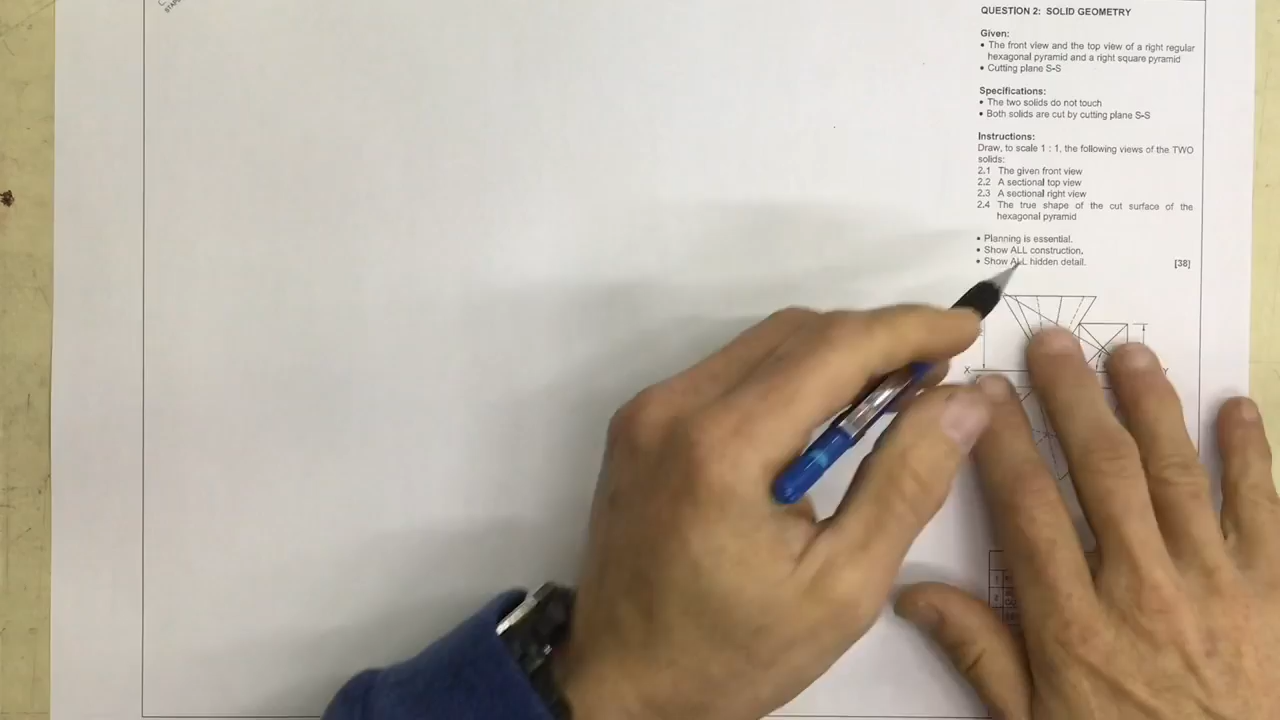 QUESTION 2: SOLID GEOMETRY
Given:
• The front view and the top view of a right regular
hexagonal pyramid and a right square pyramid
• Cutting plane S-S
Specifications:
• The two solids do not touch
• Both solids are cut by cutting plane S-S
Instructions:
Draw, to scale 1 : 1, the following views of the TWO
solids:
2.1 The given front view
2.2 A sectional top view
2.3 A sectional right view
2.4 The true shape of the cut surface of the
hexagonal pyramid
• Planning is essential.
• Show ALL construction.
• Show ALL hidden detail. [38]
X Y